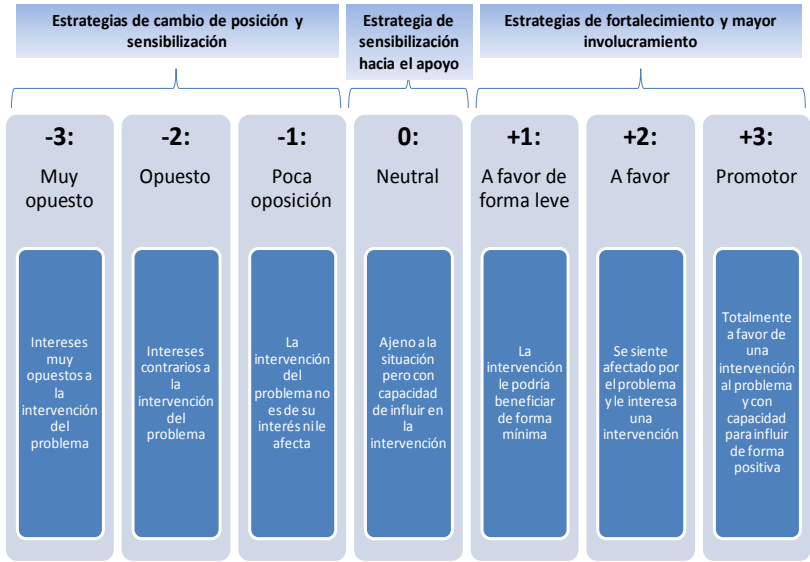 Estrategias de cambio de posición y
sensibilización
Estrategia de
sensibilización
hacia el apoyo
Estrategias de fortalecimiento y mayor
involucramiento
-3:
Muy
opuesto
Intereses
muy
opuestos a
la
intervención
del
problema
-2:
Opuesto
Intereses
contrarios a
la
intervención
del
problema
-1:
Poca
oposición
La
intervención
del
problema no
es de su
interés ni le
afecta
0:
Neutral
Ajeno a la
situación
pero con
capacidad
de influir en
la
intervención
+1:
A favor de
forma leve
La
intervención
le podría
beneficiar
de forma
mínima
+2:
A favor
Se siente
afectado por
el problema
y le interesa
una
intervención
+3:
Promotor
Totalmente
a favor de
una
intervención
al problema
y con
capacidad
para influir
de forma
positiva